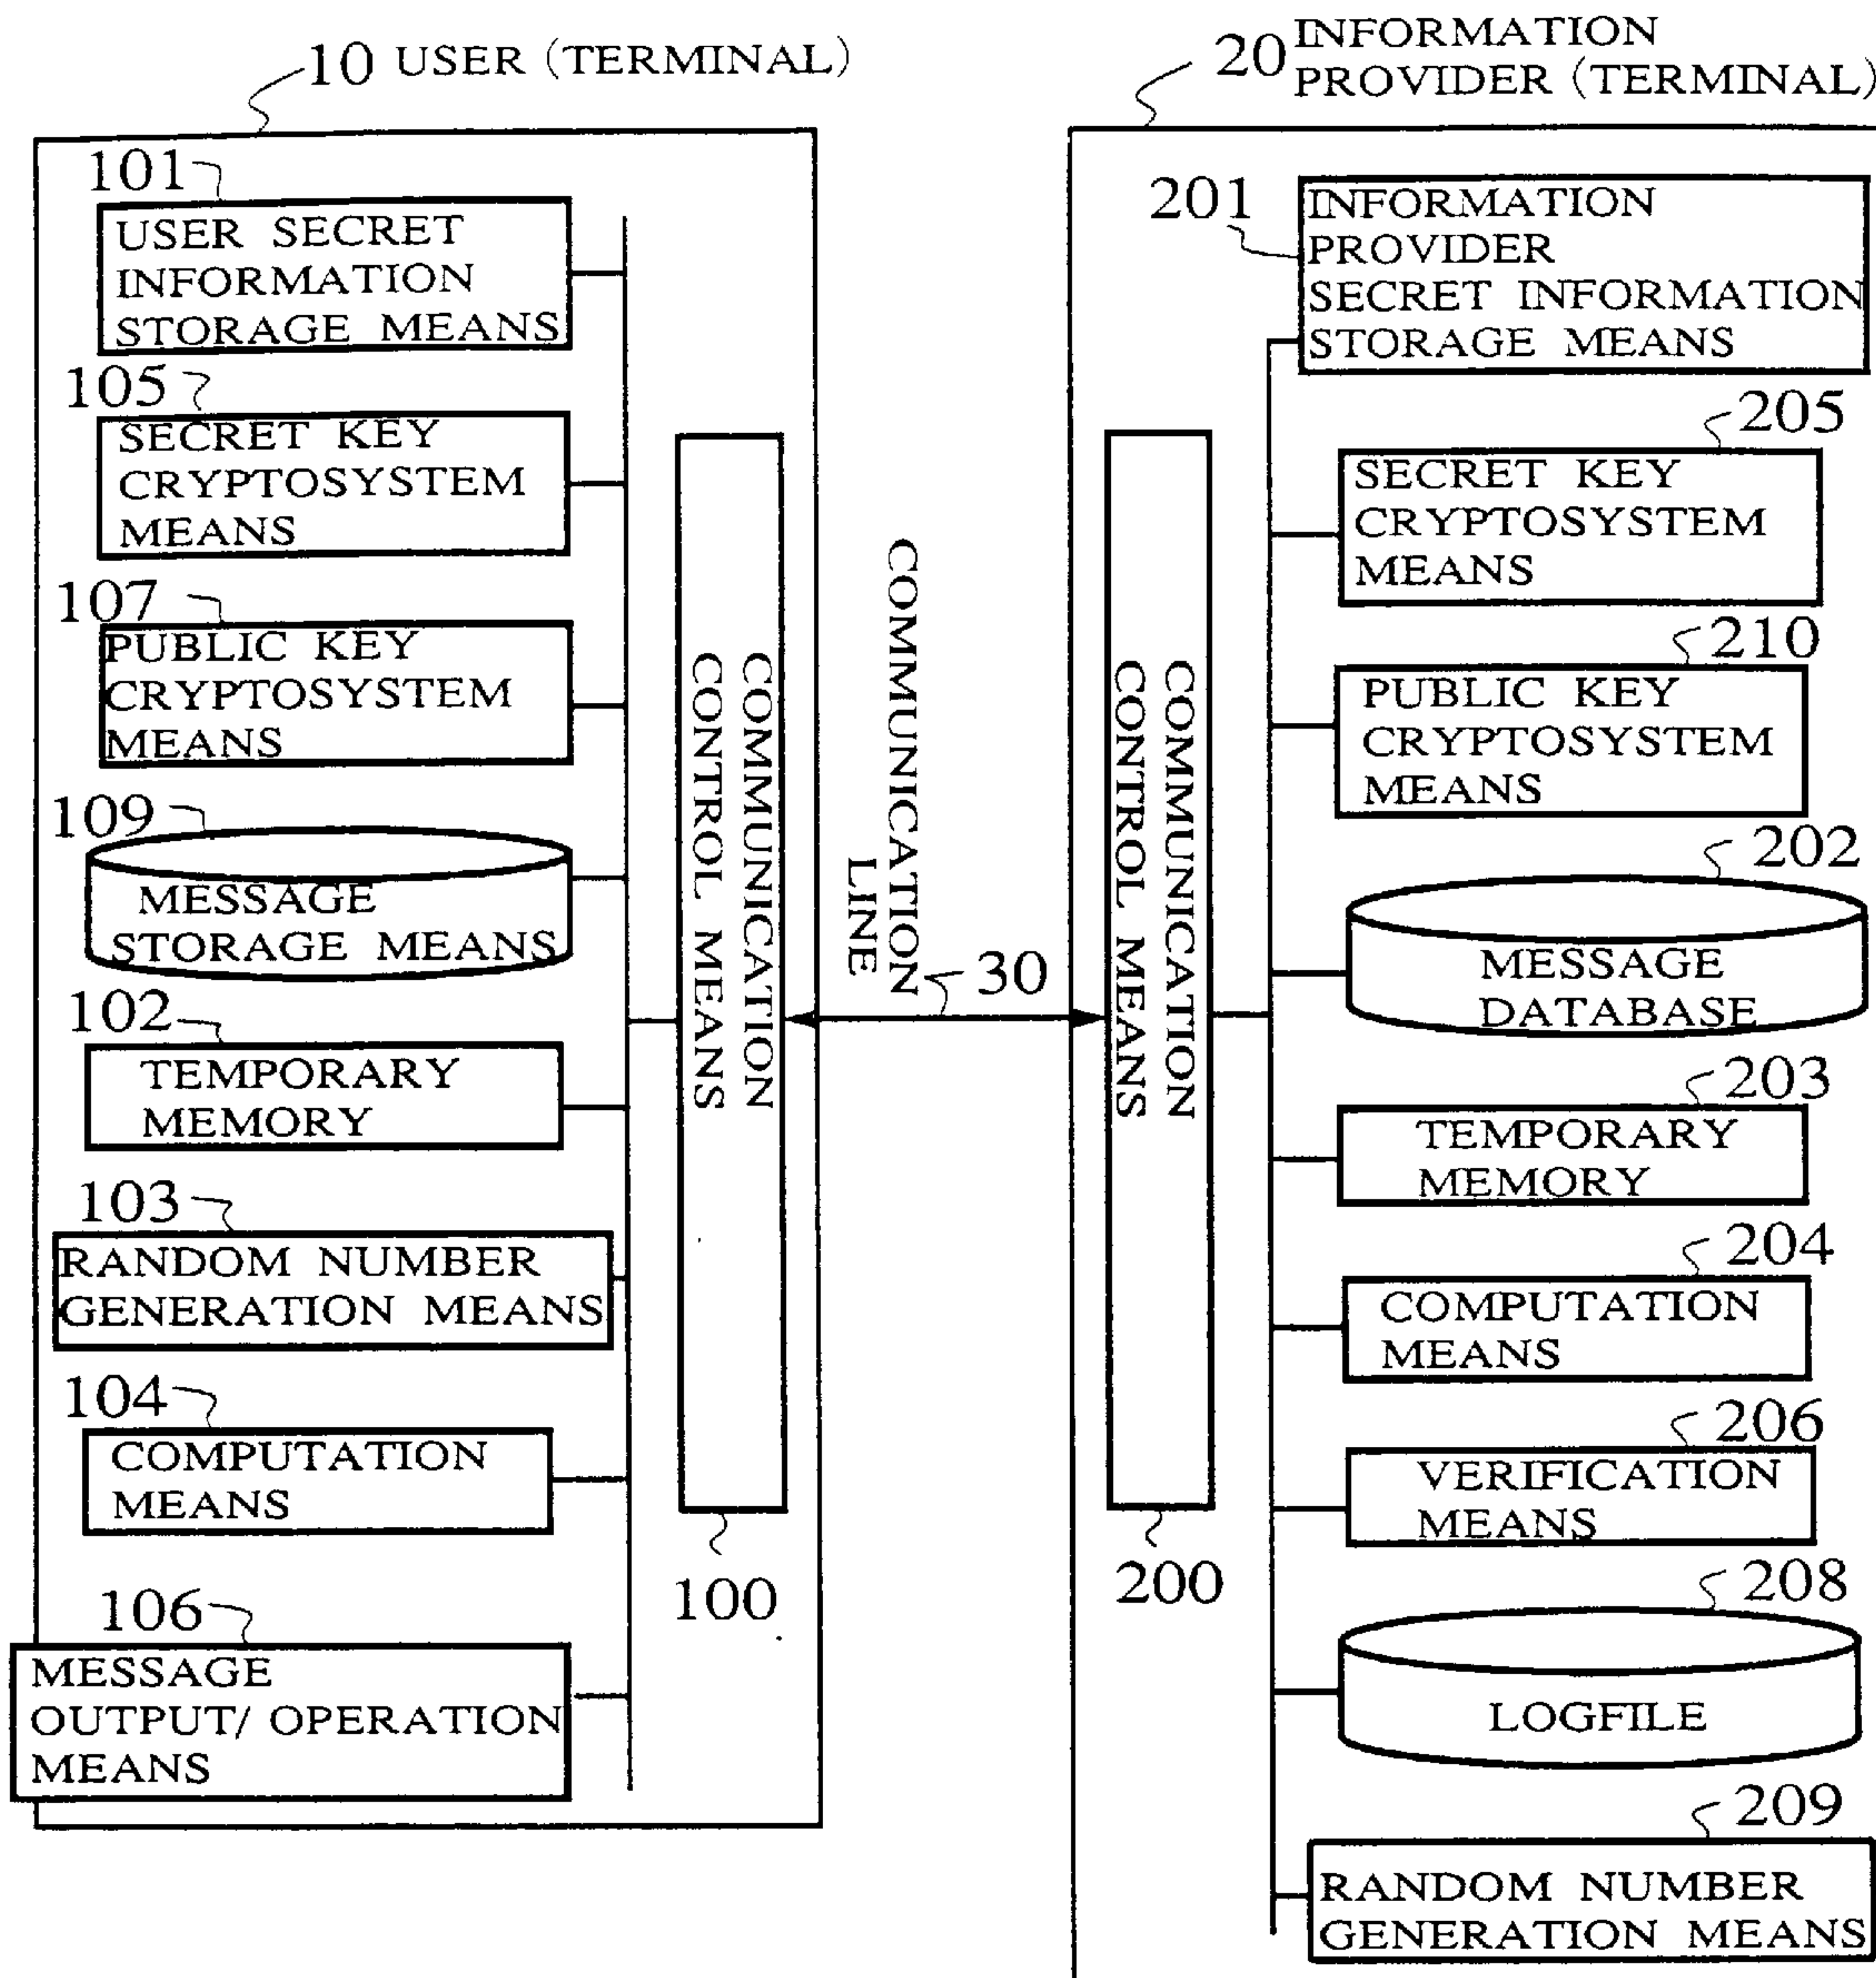 10 USER (TERMINAL)
101
USER SECRET
INFORMATION
STORAGE MEANS
105
SECRET KEY
CRYPTOSYSTEM
MEANS
107
PUBLIC KEY
CRYPTOSYSTEM
MEANS
109
MESSAGE
STORAGE MEANS
102
TEMPORARY
MEMORY
103
RANDOM NUMBER
GENERATION MEANS
104
COMPUTATION
MEANS
106
MESSAGE
OUTPUT/ OPERATION
MEANS
COMMUNICATION
CONTROL MEANS
100
COMMUNICATION
LINE
30
20 INFORMATION
PROVIDER (TERMINAL)
COMMUNICATION
CONTROL MEANS
200
201
INFORMATION
PROVIDER
SECRET INFORMATION
STORAGE MEANS
205
SECRET KEY
CRYPTOSYSTEM
MEANS
210
PUBLIC KEY
CRYPTOSYSTEM
MEANS
202
MESSAGE
DATABASE
203
TEMPORARY
MEMORY
204
COMPUTATION
MEANS
206
VERIFICATION
MEANS
208
LOGFILE
209
RANDOM NUMBER
GENERATION MEANS